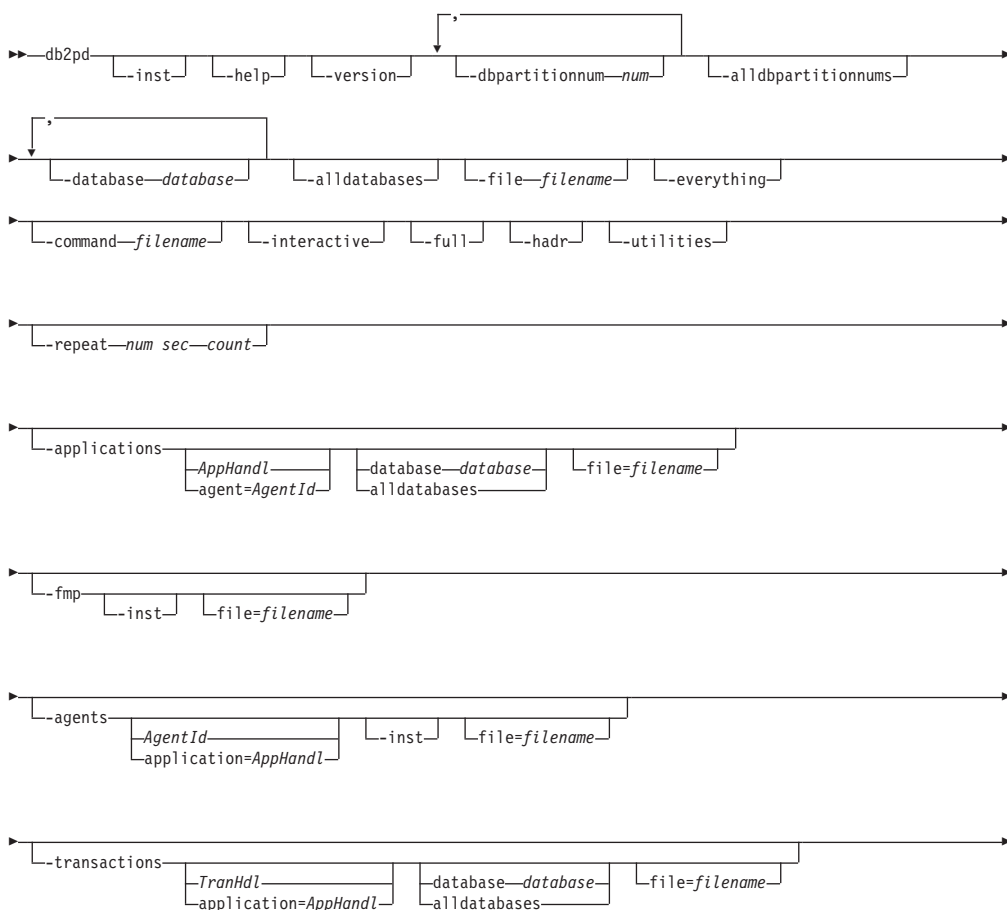 ,
db2pd -inst -help -version -dbpartitionnum num -alldbpartitionnums
,
-database database -alldatabases -file filename -everything
-command filename -interactive -full -hadr -utilities
-repeat num sec count
-applications
AppHandl database database file=filename
agent=AgentId alldatabases
-fmp
-inst file=filename
-agents
AgentId -inst file=filename
application=AppHandl
-transactions
TranHdl database database file=filename
application=AppHandl alldatabases